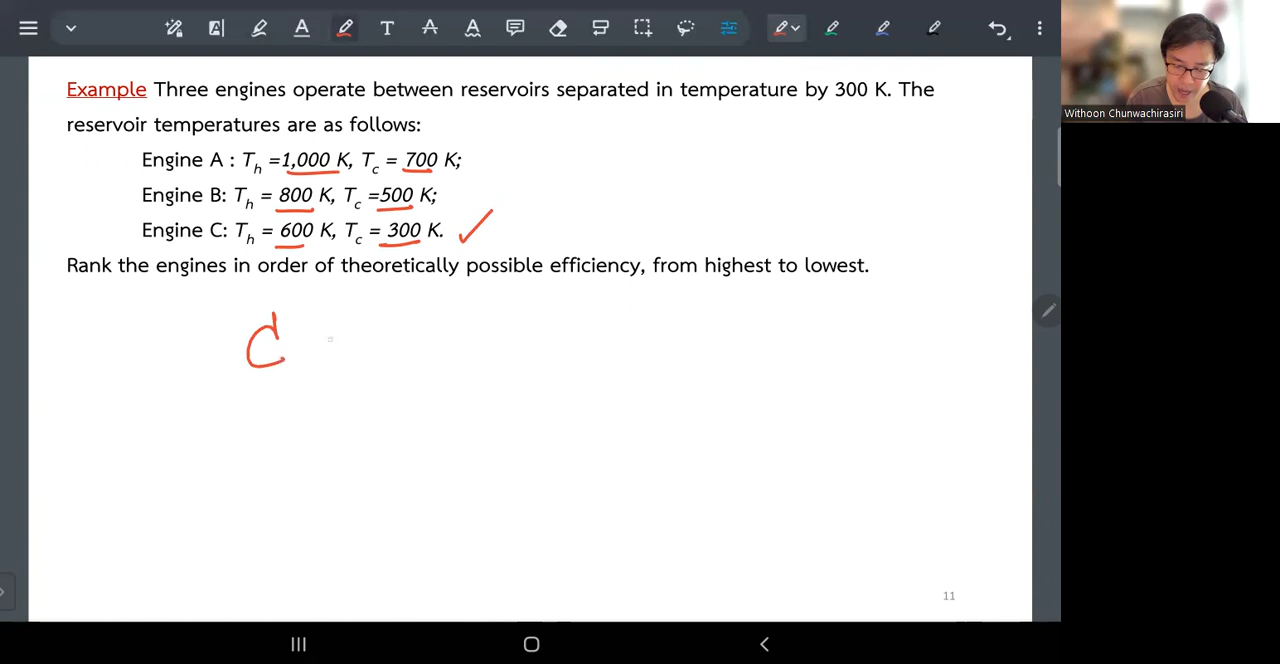 Withoon Chunwachirasiri
Example Three engines operate between reservoirs separated in temperature by 300 K. The
reservoir temperatures are as follows:
Engine A : Th =1,000 K, Tc = 700 K;
Engine B: Th = 800 K, Tc =500 K;
Engine C: Th = 600 K, Tc = 300 K.
Rank the engines in order of theoretically possible efficiency, from highest to lowest.
C
11